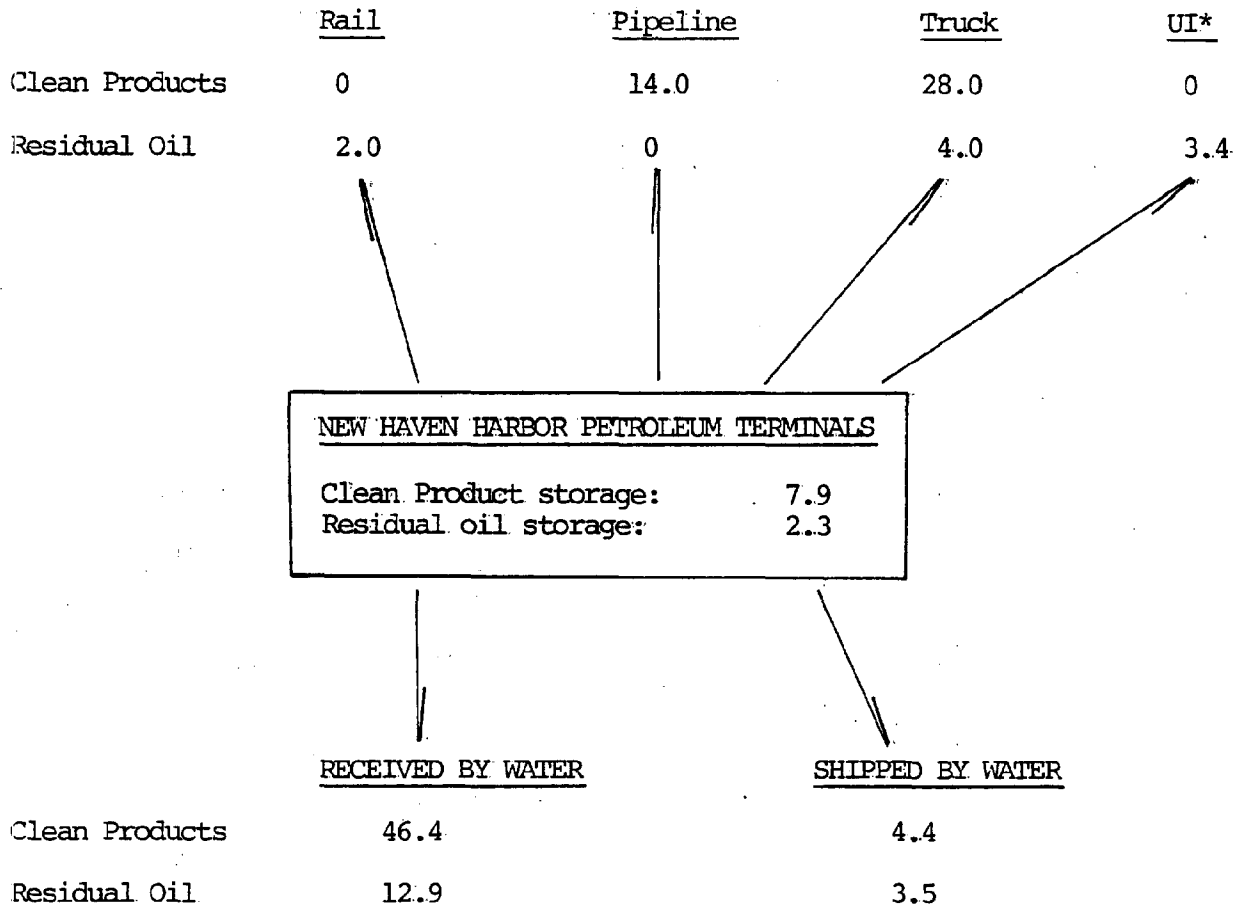 Rail Pipeline Truck UI*
Clean Products 0 14.0 28.0 0
Residual Oil 2.0 0 4.0 3.4
NEW HAVEN HARBOR PETROLEUM TERMINALS
Clean Product storage: 7.9
Residual oil storage: 2.3
RECEIVED BY WATER SHIPPED BY WATER
Clean Products 46.4 4.4
Residual Oil 12.9 3.5